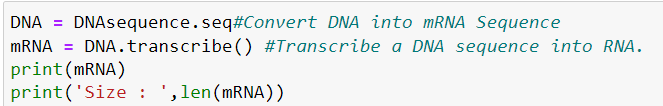 DNA = DNAsequence.seq#Convert DNA into mRNA Sequence
mRNA = DNA.transcribe() #Transcribe a DNA sequence into RNA.
print(mRNA)
print('Size : ',len(mRNA))